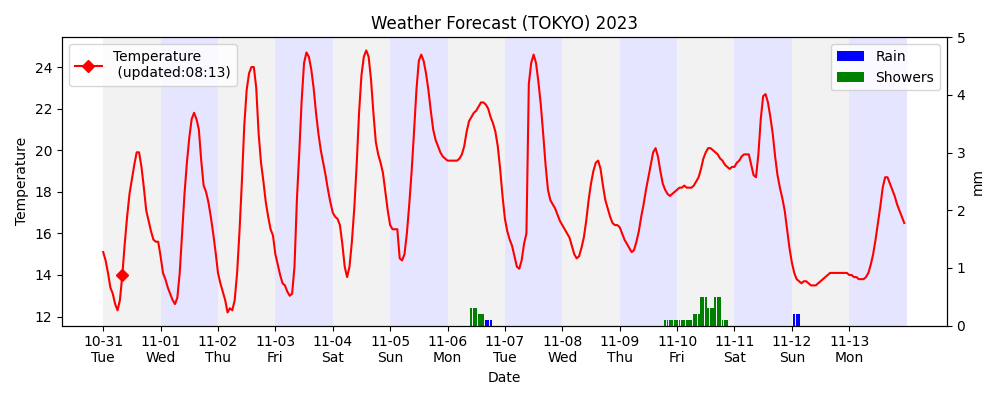 Weather Forecast (TOKYO) 2023
Temperature
(updated:08:13)
Rain
Showers
Temperature
24
22
20
18
16
14
12
5
4
3
2
1
0
mm
10-31 11-01 11-02 11-03 11-04 11-05 11-06 11-07 11-08 11-09 11-10 11-11 11-12 11-13
Tue Wed Thu Fri Sat Sun Mon Tue Wed Thu Fri Sat Sun Mon
Date